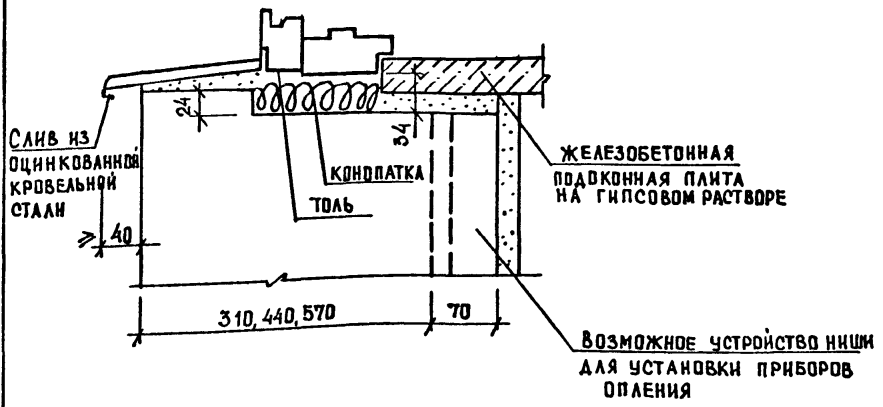 24
34
СЛИВ ИЗ
ОЦИНКОВАННОЙ
КРОВЕЛЬНОЙ
СТАЛИ
КОНОПАТКА
ТОЛЬ
ЖЕЛЕЗОБЕТОННАЯ
ПОДОКОННАЯ ПЛИТА
НА ГИПСОВОМ РАСТВОРЕ
≥ 40
310, 440, 570
70
ВОЗМОЖНОЕ УСТРОЙСТВО НИШИ
ДЛЯ УСТАНОВКИ ПРИБОРОВ
ОПЛЕНИЯ